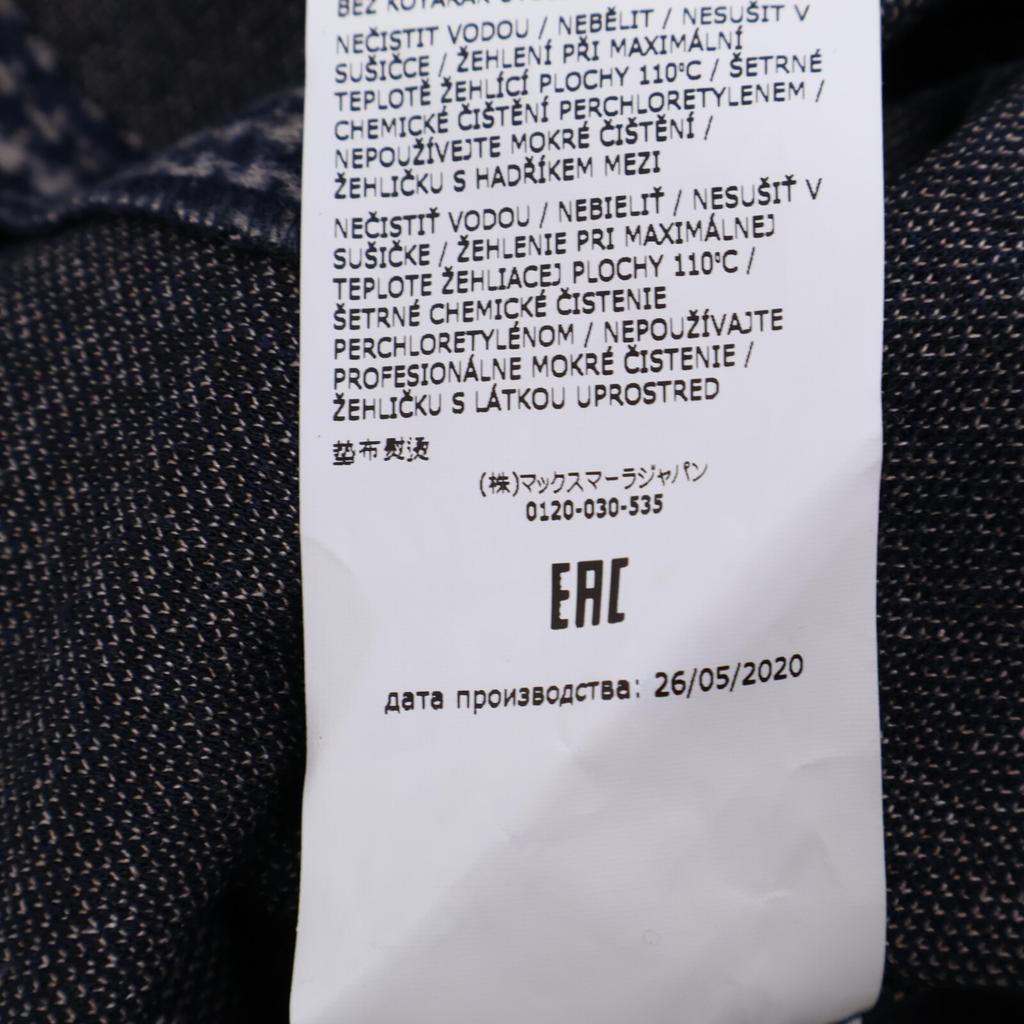 BEZ KOYARAK
NEČISTIT VODOU / NEBĚLIT / NESUŠIT V
SUŠIČCE / ŽEHLENÍ PŘI MAXIMÁLNÍ
TEPLOTĚ ŽEHLÍCÍ PLOCHY 110°C / ŠETRNÉ
CHEMICKÉ ČIŠTĚNÍ PERCHLORETYLENEM /
NEPOUŽÍVEJTE MOKRÉ ČIŠTĚNÍ /
ŽEHLIČKU S HADŘÍKEM MEZI
NEČISTIŤ VODOU / NEBIELIŤ / NESUŠIŤ V
SUŠIČKE / ŽEHLENIE PRI MAXIMÁLNEJ
TEPLOTE ŽEHLIACEJ PLOCHY 110°C /
ŠETRNÉ CHEMICKÉ ČISTENIE
PERCHLORETYLÉNOM / NEPOUŽÍVAJTE
PROFESIONÁLNE MOKRÉ ČISTENIE /
ŽEHLIČKU S LÁTKOU UPROSTRED
垫布熨烫
(株)マックスマーラジャパン
0120-030-535
EAC
дата производства: 26/05/2020